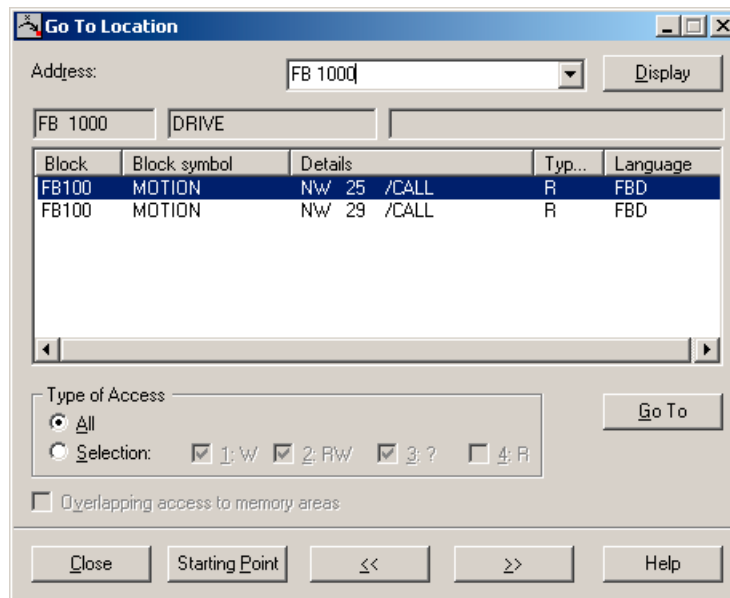 Go To Location
Address: FB 1000 Display
FB 1000 DRIVE
Block Block symbol Details Typ... Language
FB100 MOTION NW 25 /CALL R FBD
FB100 MOTION NW 29 /CALL R FBD
Type of Access
All Go To
Selection: 1: W 2: RW 3: ? 4: R
Overlapping access to memory areas
Close Starting Point << >> Help